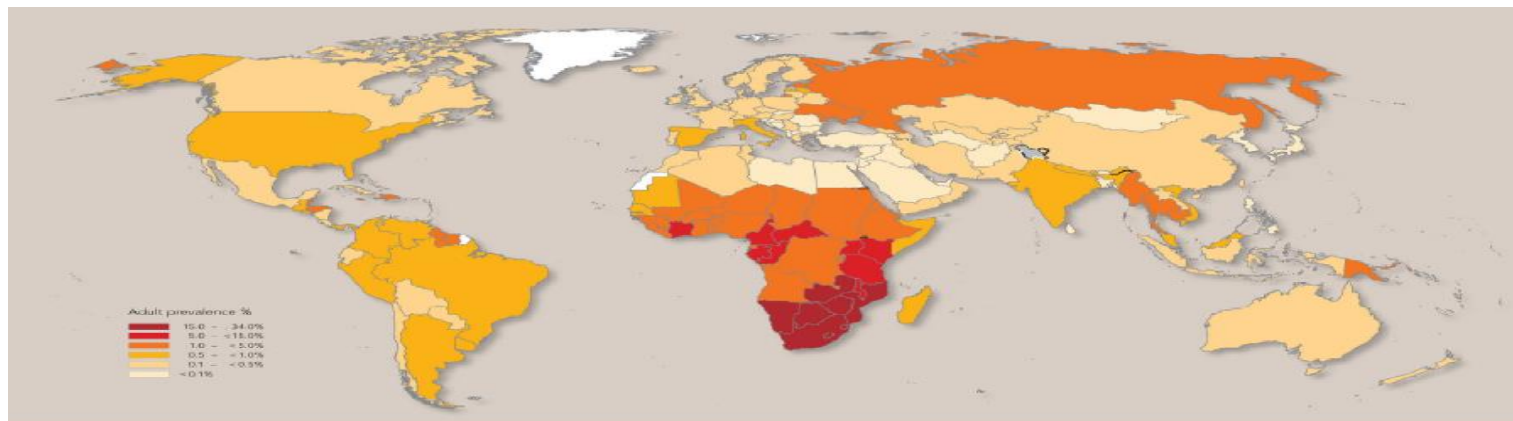 Adult prevalence %
15.0 – 34.0%
5.0 – <15.0%
1.0 – <5.0%
0.5 – <1.0%
0.1 – <0.5%
<0.1%